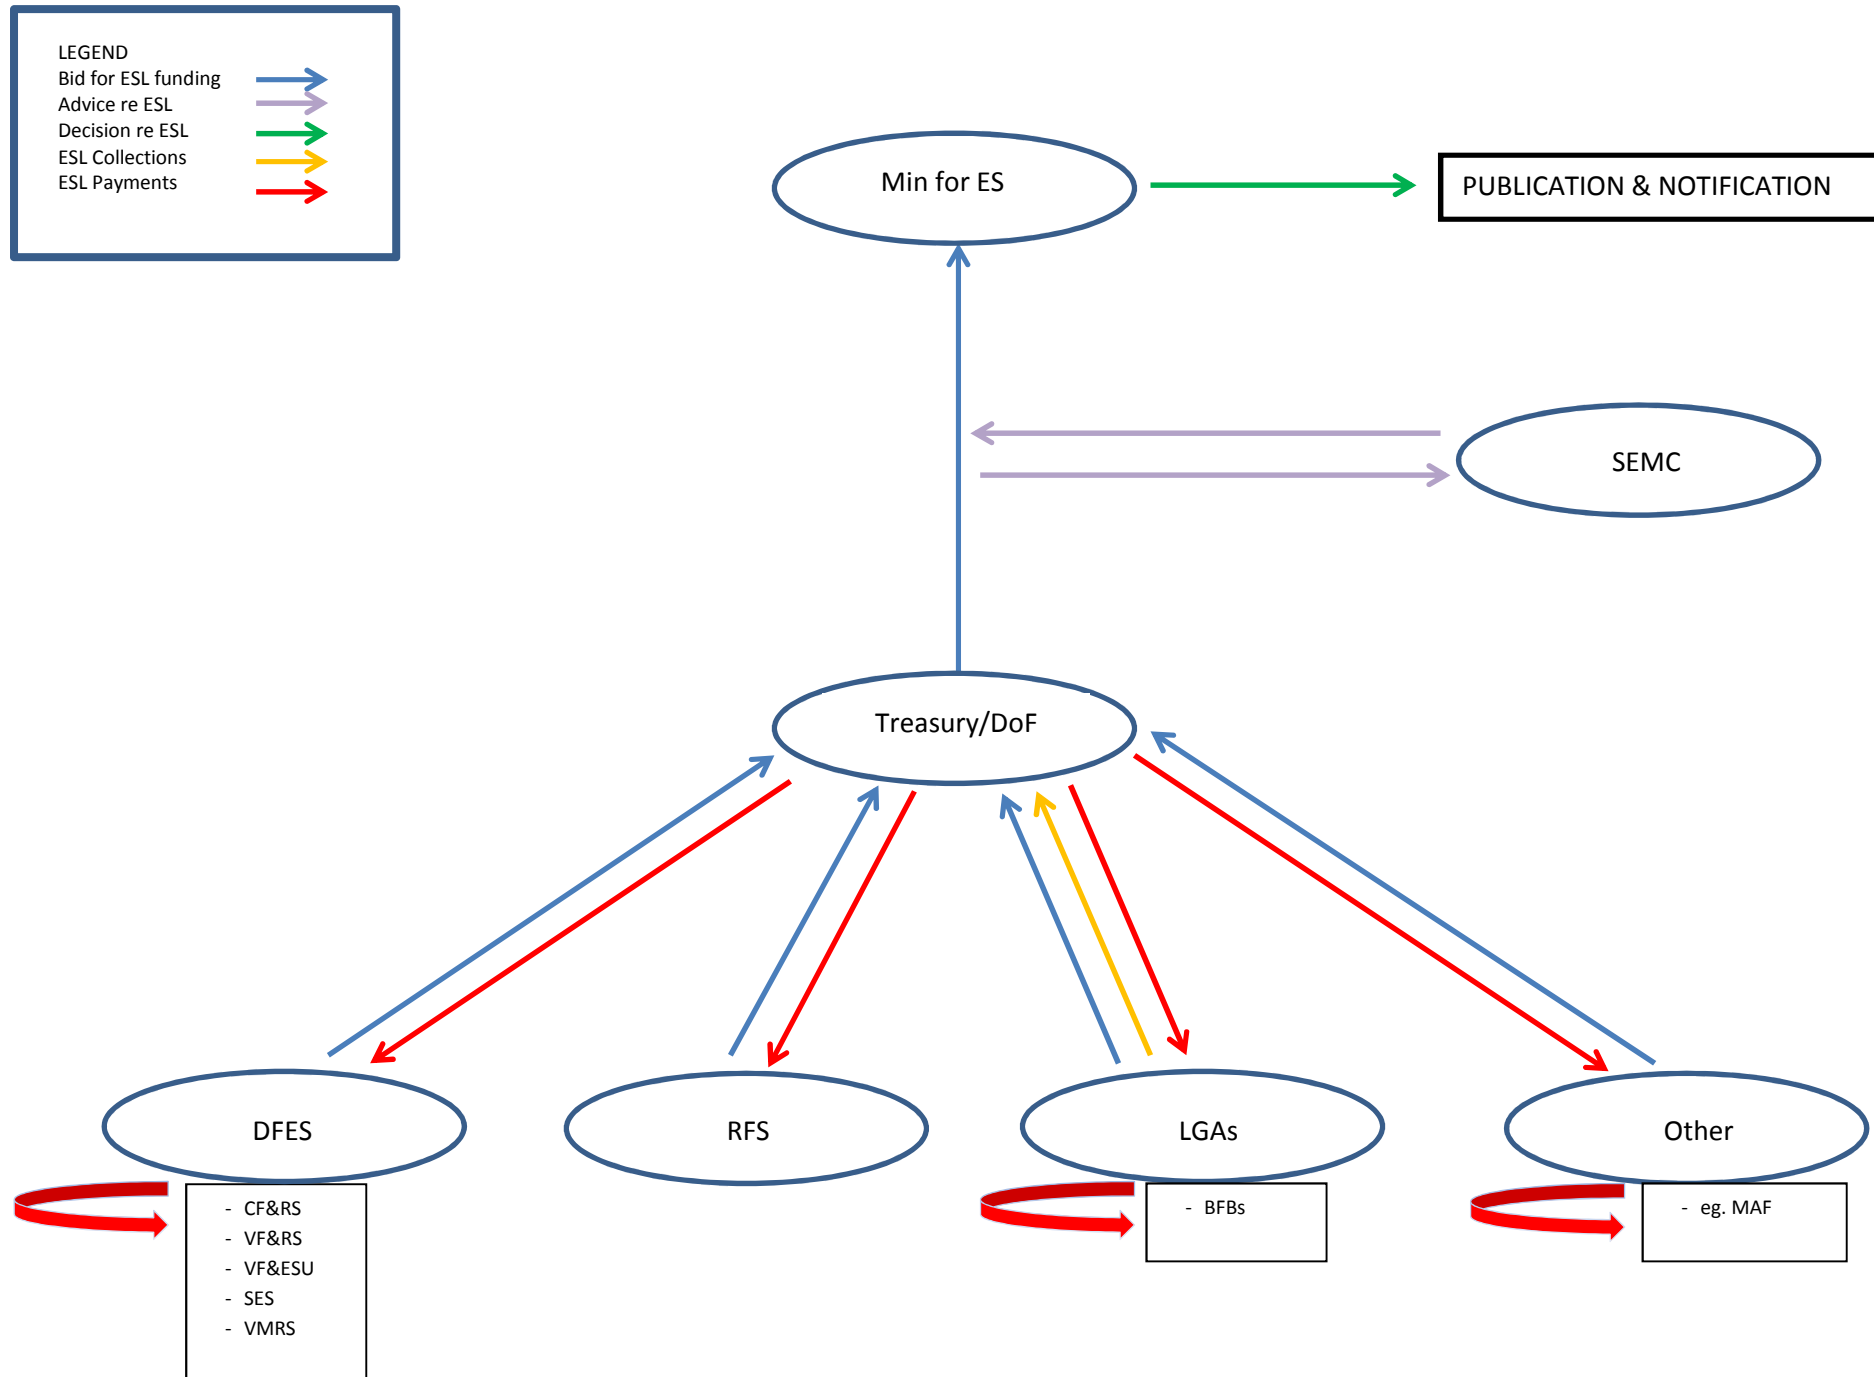 LEGEND
Bid for ESL funding
Advice re ESL
Decision re ESL
ESL Collections
ESL Payments
Min for ES
PUBLICATION & NOTIFICATION
SEMC
Treasury/DoF
DFES
RFS
LGAs
Other
- CF&RS
- VF&RS
- VF&ESU
- SES
- VMRS
- BFBs
- eg. MAF